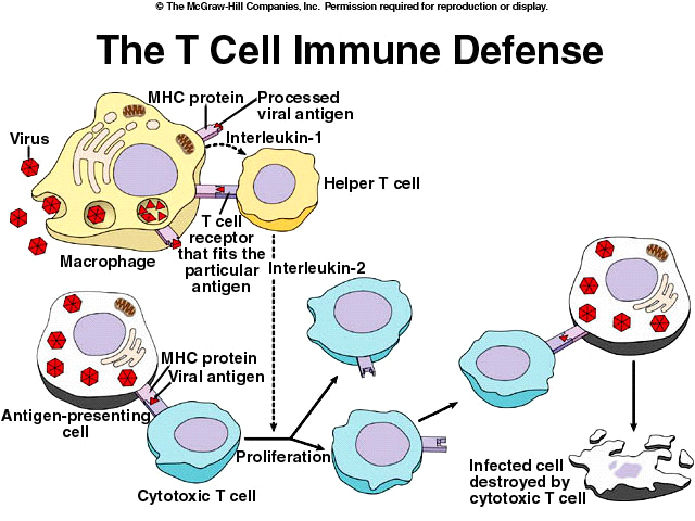 © The McGraw-Hill Companies, Inc. Permission required for reproduction or display.
The T Cell Immune Defense
MHC protein
Processed
viral antigen
Virus
Interleukin-1
Helper T cell
T cell
receptor
that fits the
particular
antigen
Macrophage
Interleukin-2
MHC protein
Viral antigen
Antigen-presenting
cell
Proliferation
Cytotoxic T cell
Infected cell
destroyed by
cytotoxic T cell